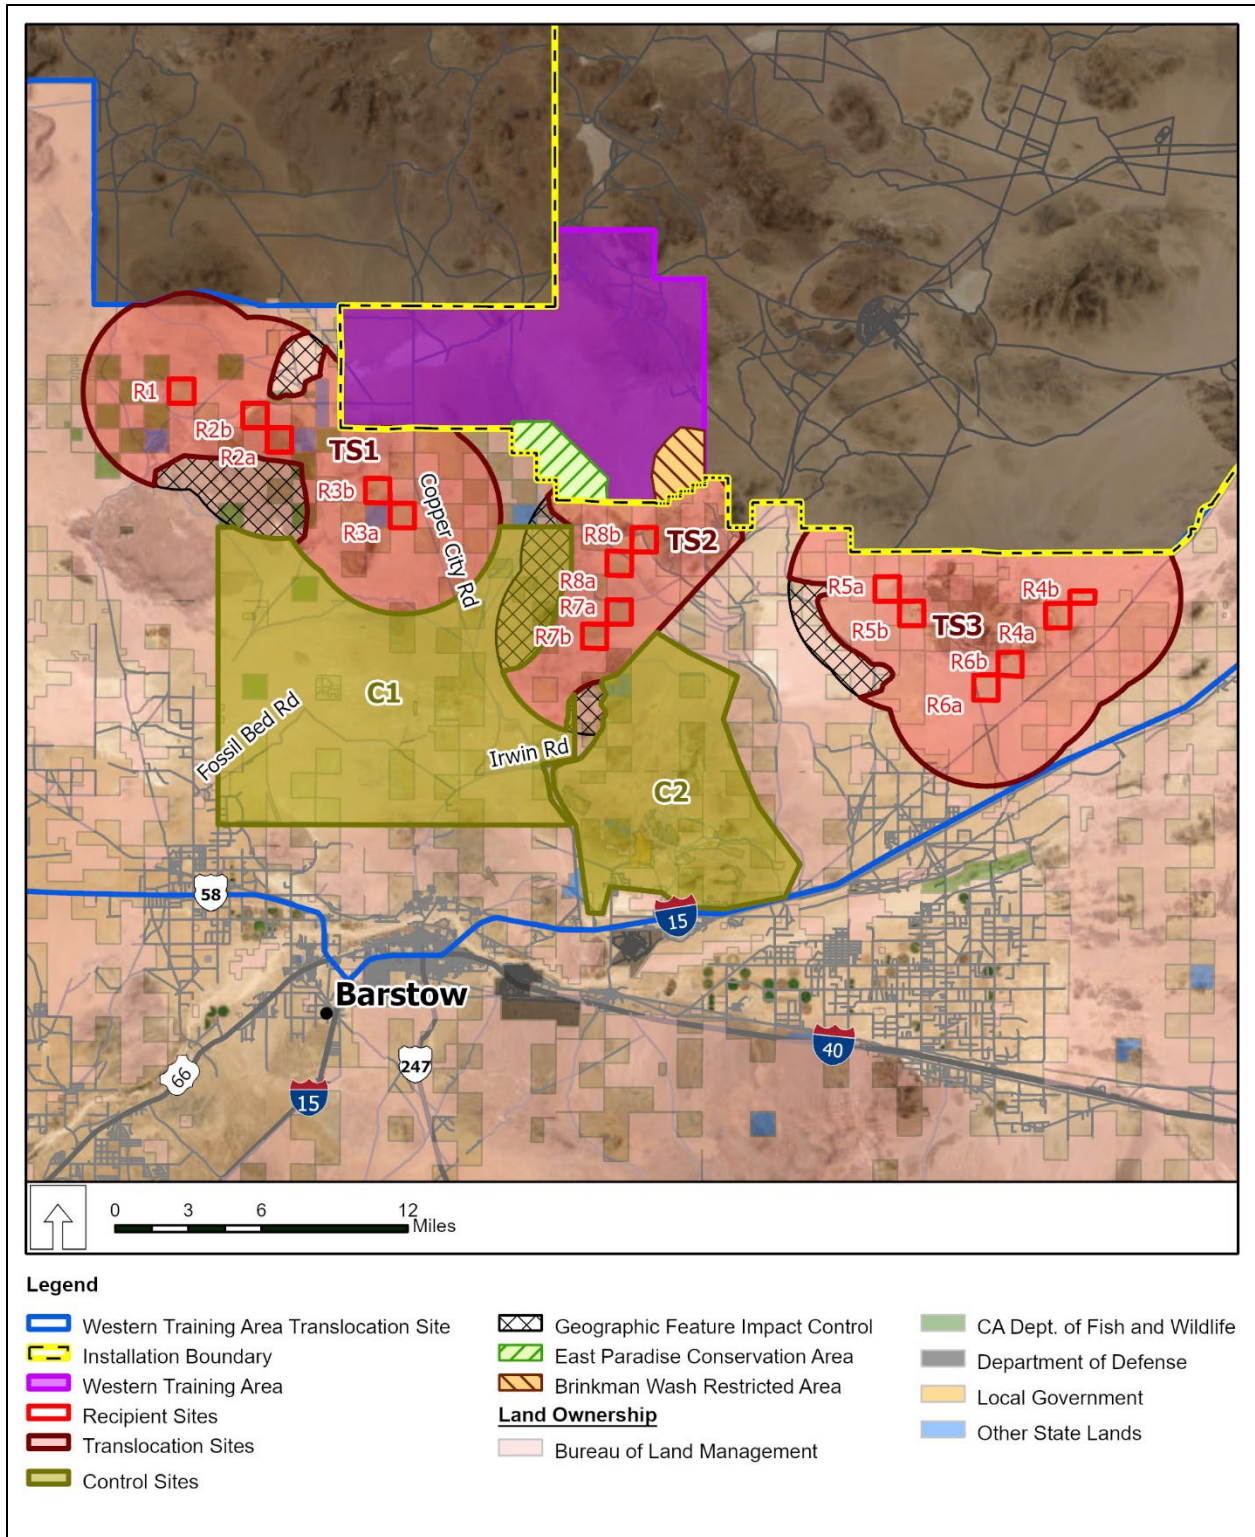 R1
R2b
R2a
TS1
R3b
R3a
Copper City Rd
R8b
TS2
R8a
R7a
R7b
R5a
R4b
R5b
TS3
R4a
R6b
R6a
C1
Fossil Bed Rd
Irwin Rd
C2
58
15
Barstow
40
247
66
15
0 3 6 12
Miles
Legend
Western Training Area Translocation Site
Installation Boundary
Western Training Area
Recipient Sites
Translocation Sites
Control Sites
Geographic Feature Impact Control
East Paradise Conservation Area
Brinkman Wash Restricted Area
Land Ownership
Bureau of Land Management
CA Dept. of Fish and Wildlife
Department of Defense
Local Government
Other State Lands